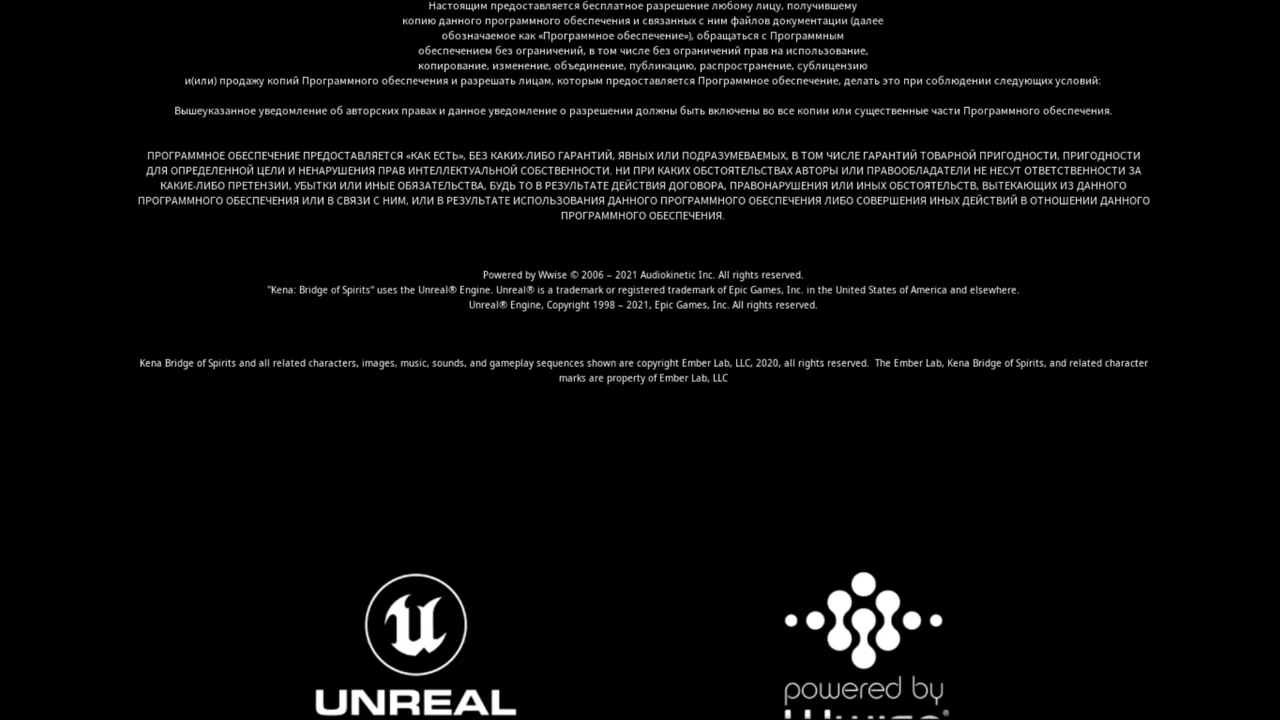 Настоящим предоставляется бесплатное разрешение любому лицу, получившему
копию данного программного обеспечения и связанных с ним файлов документации (далее
обозначаемое как «Программное обеспечение»), обращаться с Программным
обеспечением без ограничений, в том числе без ограничений прав на использование,
копирование, изменение, объединение, публикацию, распространение, сублицензию
и(или) продажу копий Программного обеспечения и разрешать лицам, которым предоставляется Программное обеспечение, делать это при соблюдении следующих условий:
Вышеуказанное уведомление об авторских правах и данное уведомление о разрешении должны быть включены во все копии или существенные части Программного обеспечения.
ПРОГРАММНОЕ ОБЕСПЕЧЕНИЕ ПРЕДОСТАВЛЯЕТСЯ «КАК ЕСТЬ», БЕЗ КАКИХ-ЛИБО ГАРАНТИЙ, ЯВНЫХ ИЛИ ПОДРАЗУМЕВАЕМЫХ, В ТОМ ЧИСЛЕ ГАРАНТИЙ ТОВАРНОЙ ПРИГОДНОСТИ, ПРИГОДНОСТИ
ДЛЯ ОПРЕДЕЛЕННОЙ ЦЕЛИ И НЕНАРУШЕНИЯ ПРАВ ИНТЕЛЛЕКТУАЛЬНОЙ СОБСТВЕННОСТИ. НИ ПРИ КАКИХ ОБСТОЯТЕЛЬСТВАХ АВТОРЫ ИЛИ ПРАВООБЛАДАТЕЛИ НЕ НЕСУТ ОТВЕТСТВЕННОСТИ ЗА
КАКИЕ-ЛИБО ПРЕТЕНЗИИ, УБЫТКИ ИЛИ ИНЫЕ ОБЯЗАТЕЛЬСТВА, БУДЬ ТО В РЕЗУЛЬТАТЕ ДЕЙСТВИЯ ДОГОВОРА, ПРАВОНАРУШЕНИЯ ИЛИ ИНЫХ ОБСТОЯТЕЛЬСТВ, ВЫТЕКАЮЩИХ ИЗ ДАННОГО
ПРОГРАММНОГО ОБЕСПЕЧЕНИЯ ИЛИ В СВЯЗИ С НИМ, ИЛИ В РЕЗУЛЬТАТЕ ИСПОЛЬЗОВАНИЯ ДАННОГО ПРОГРАММНОГО ОБЕСПЕЧЕНИЯ ЛИБО СОВЕРШЕНИЯ ИНЫХ ДЕЙСТВИЙ В ОТНОШЕНИИ ДАННОГО
ПРОГРАММНОГО ОБЕСПЕЧЕНИЯ.
Powered by Wwise © 2006 – 2021 Audiokinetic Inc. All rights reserved.
"Kena: Bridge of Spirits" uses the Unreal® Engine. Unreal® is a trademark or registered trademark of Epic Games, Inc. in the United States of America and elsewhere.
Unreal® Engine, Copyright 1998 – 2021, Epic Games, Inc. All rights reserved.
Kena Bridge of Spirits and all related characters, images, music, sounds, and gameplay sequences shown are copyright Ember Lab, LLC, 2020, all rights reserved.  The Ember Lab, Kena Bridge of Spirits, and related character
marks are property of Ember Lab, LLC
UNREAL
powered by
Wwise®